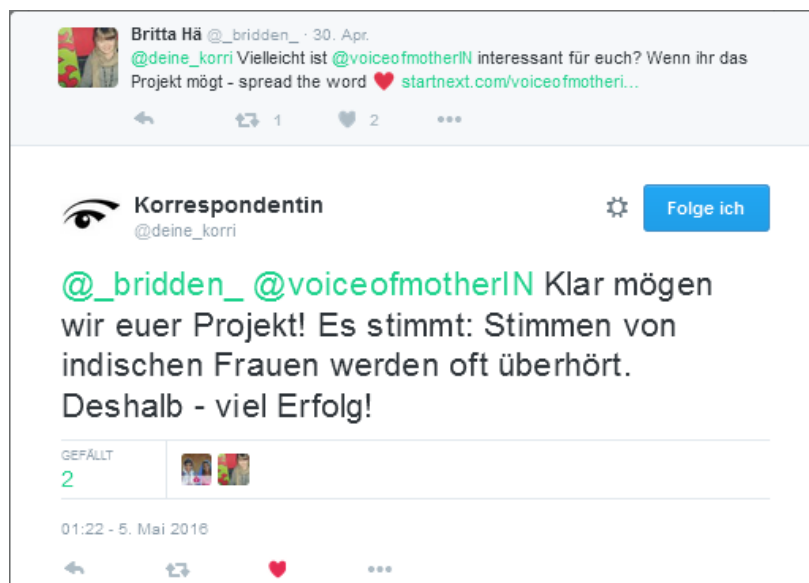 Britta Hä @_bridden_ · 30. Apr.
@deine_korri Vielleicht ist @voiceofmotherIN interessant für euch? Wenn ihr das
Projekt mögt - spread the word ❤ startnext.com/voiceofmotheri...
1 2
Korrespondentin
@deine_korri
Folge ich
@_bridden_ @voiceofmotherIN Klar mögen
wir euer Projekt! Es stimmt: Stimmen von
indischen Frauen werden oft überhört.
Deshalb - viel Erfolg!
GEFÄLLT
2
01:22 - 5. Mai 2016